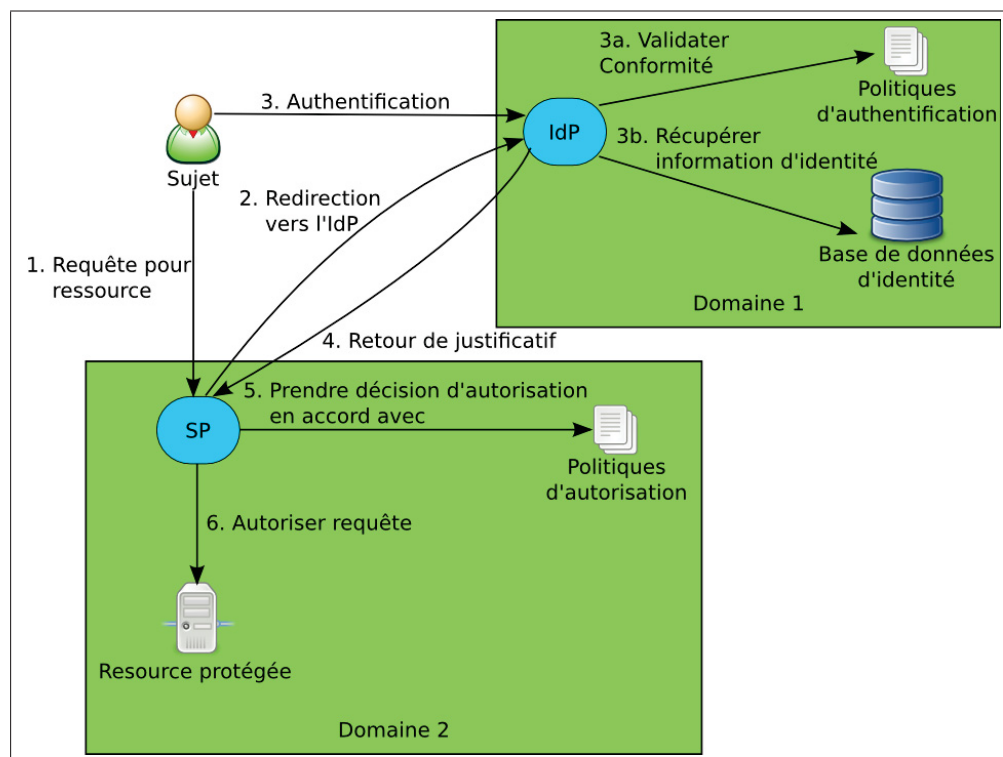 3a. Validater
Conformité
Politiques
d'authentification
3. Authentification
IdP
3b. Récupérer
information d'identité
Sujet
2. Redirection
vers l'IdP
Base de données
d'identité
1. Requête pour
ressource
Domaine 1
4. Retour de justificatif
5. Prendre décision d'autorisation
en accord avec
SP
Politiques
d'autorisation
6. Autoriser requête
Resource protégée
Domaine 2